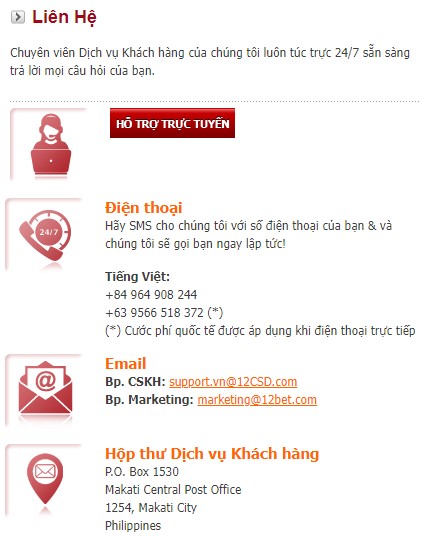 Liên Hệ
Chuyên viên Dịch vụ Khách hàng của chúng tôi luôn túc trực 24/7 sẵn sàng
trả lời mọi câu hỏi của bạn.
HỖ TRỢ TRỰC TUYẾN
24/7
Điện thoại
Hãy SMS cho chúng tôi với số điện thoại của bạn & và
chúng tôi sẽ gọi bạn ngay lập tức!
Tiếng Việt:
+84 964 908 244
+63 9566 518 372 (*)
(*) Cước phí quốc tế được áp dụng khi điện thoại trực tiếp
@
Email
Bp. CSKH: support.vn@12CSD.com
Bp. Marketing: marketing@12bet.com
Hộp thư Dịch vụ Khách hàng
P.O. Box 1530
Makati Central Post Office
1254, Makati City
Philippines